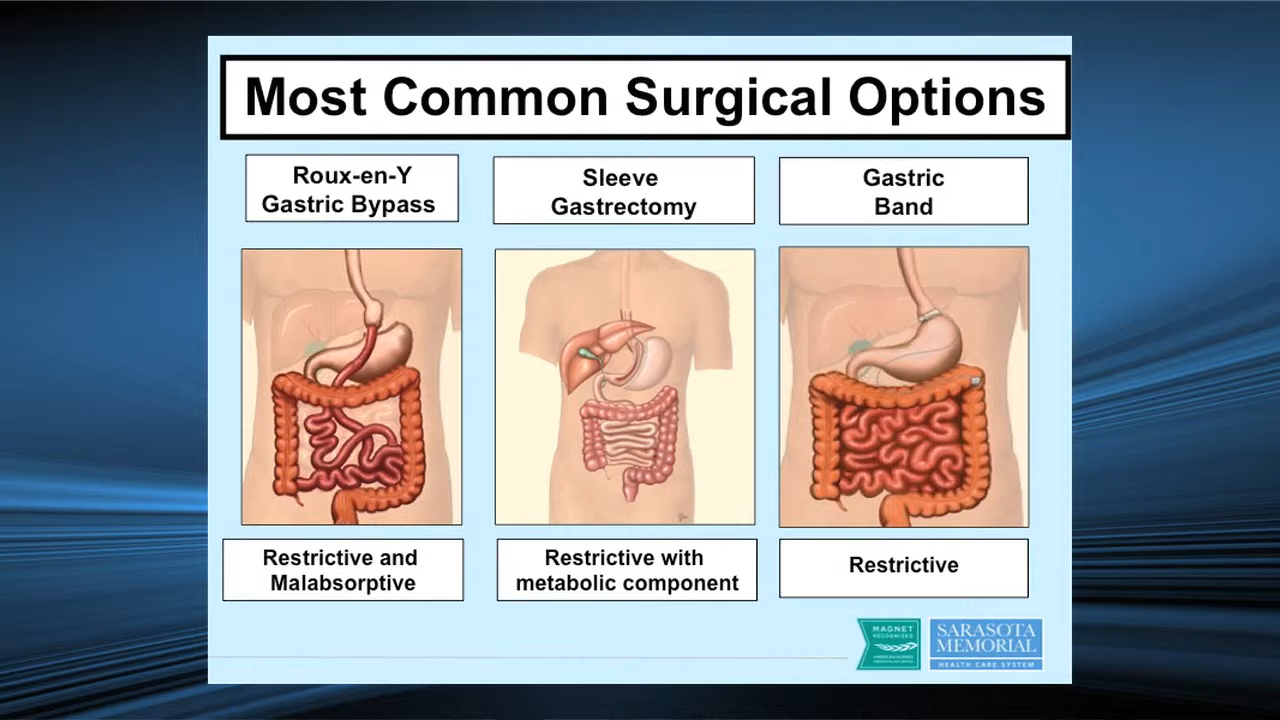 Most Common Surgical Options
Roux-en-Y
Gastric Bypass
Sleeve
Gastrectomy
Gastric
Band
Restrictive and
Malabsorptive
Restrictive with
metabolic component
Restrictive
MAGNET
RECOGNIZED
SARASOTA
MEMORIAL
HEALTH CARE SYSTEM